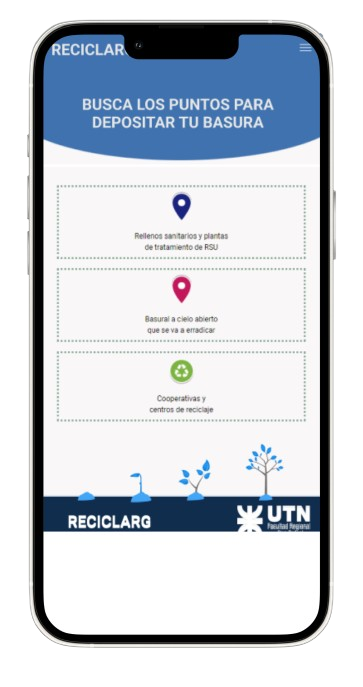 RECICLAR
BUSCA LOS PUNTOS PARA
DEPOSITAR TU BASURA
Rellenos sanitarios y plantas
de tratamiento de RSU
Basural a cielo abierto
que se va a erradicar
Cooperativas y
centros de reciclaje
RECICLARG
UTN
Facultad Regional